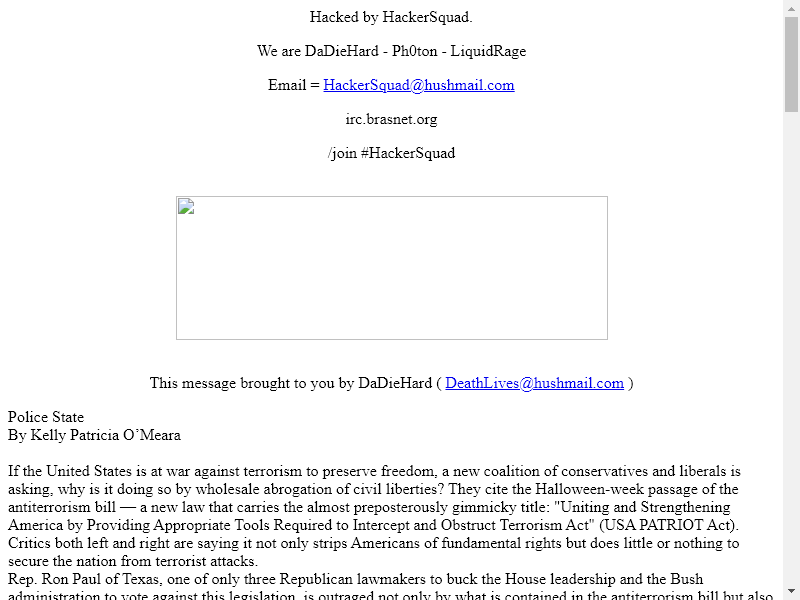 Hacked by HackerSquad.
We are DaDieHard - Ph0ton - LiquidRage
Email = HackerSquad@hushmail.com
irc.brasnet.org
/join #HackerSquad
This message brought to you by DaDieHard ( DeathLives@hushmail.com )
Police State
By Kelly Patricia O’Meara
If the United States is at war against terrorism to preserve freedom, a new coalition of conservatives and liberals is
asking, why is it doing so by wholesale abrogation of civil liberties? They cite the Halloween-week passage of the
antiterrorism bill — a new law that carries the almost preposterously gimmicky title: "Uniting and Strengthening
America by Providing Appropriate Tools Required to Intercept and Obstruct Terrorism Act" (USA PATRIOT Act).
Critics both left and right are saying it not only strips Americans of fundamental rights but does little or nothing to
secure the nation from terrorist attacks.
Rep. Ron Paul of Texas, one of only three Republican lawmakers to buck the House leadership and the Bush
administration to vote against this legislation, is outraged not only by what is contained in the antiterrorism bill but also